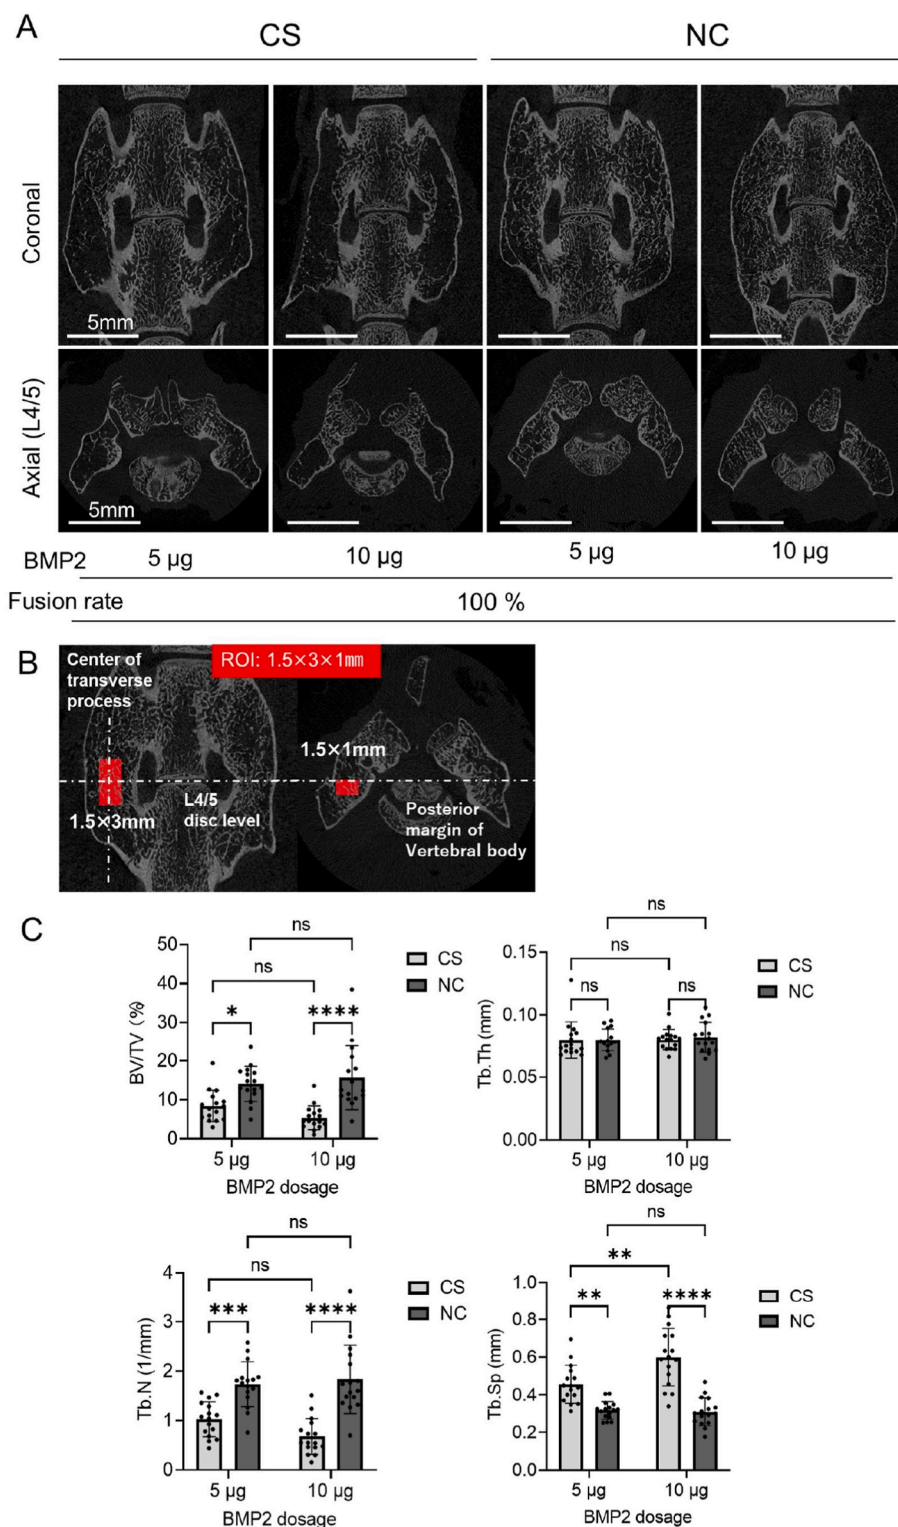 A
CS NC
Coronal
5mm
Axial (L4/5)
5mm
BMP2 5 μg 10 μg 5 μg 10 μg
Fusion rate 100 %
B
Center of
transverse
process
ROI: 1.5×3×1㎜
1.5×1mm
L4/5
disc level
1.5×3mm
Posterior
margin of
Vertebral body
C
ns
ns
* ****
CS
NC
BV/TV (%)
50
40
30
20
10
0
5 μg 10 μg
BMP2 dosage
ns
ns
ns ns
CS
NC
Tb.Th (mm)
0.15
0.10
0.05
0.00
5 μg 10 μg
BMP2 dosage
ns
ns
*** ****
CS
NC
Tb.N (1/mm)
4
3
2
1
0
5 μg 10 μg
BMP2 dosage
ns
**
** ****
CS
NC
Tb.Sp (mm)
1.0
0.8
0.6
0.4
0.2
0.0
5 μg 10 μg
BMP2 dosage